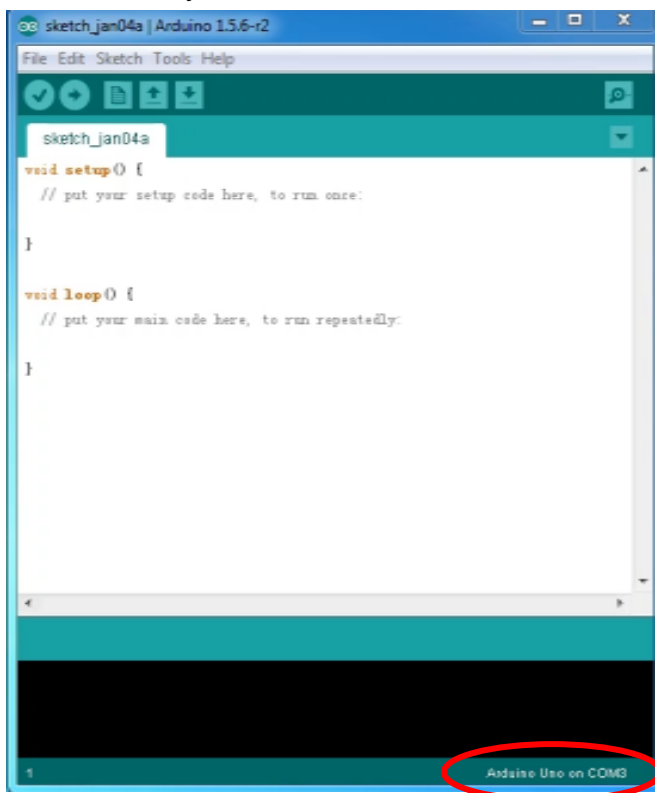 sketch_jan04a | Arduino 1.5.6-r2
File Edit Sketch Tools Help
sketch_jan04a
void setup() {
// put your setup code here, to run once:
}
void loop() {
// put your main code here, to run repeatedly:
}
1
Arduino Uno on COM3